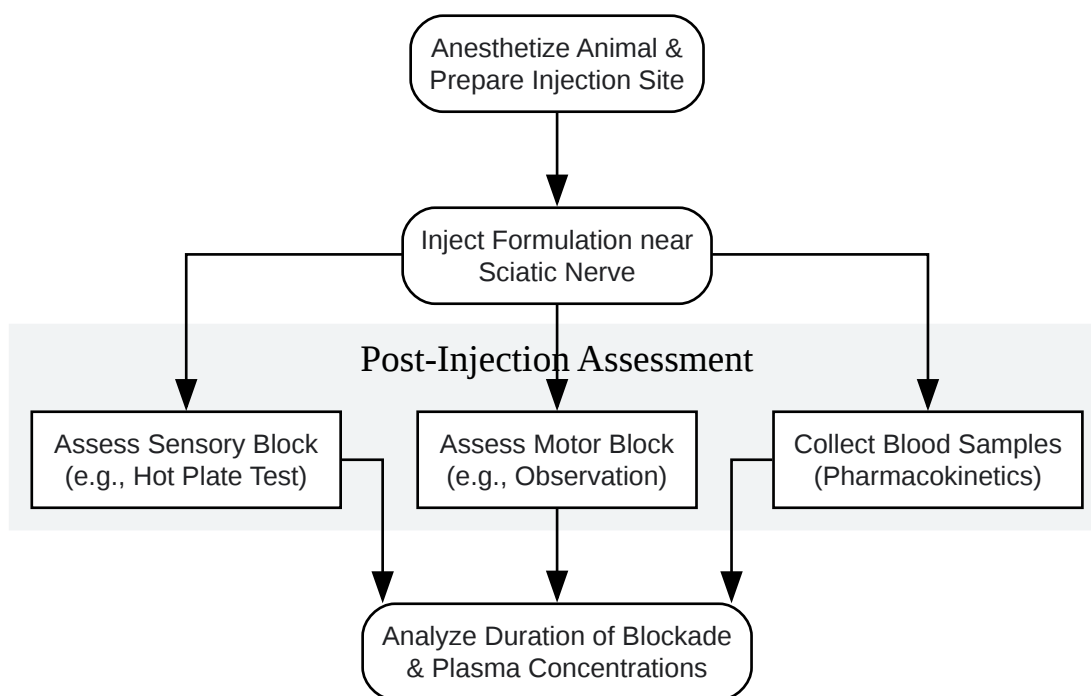 Anesthetize Animal &
Prepare Injection Site
Inject Formulation near
Sciatic Nerve
Post-Injection Assessment
Assess Sensory Block
(e.g., Hot Plate Test)
Assess Motor Block
(e.g., Observation)
Collect Blood Samples
(Pharmacokinetics)
Analyze Duration of Blockade
& Plasma Concentrations